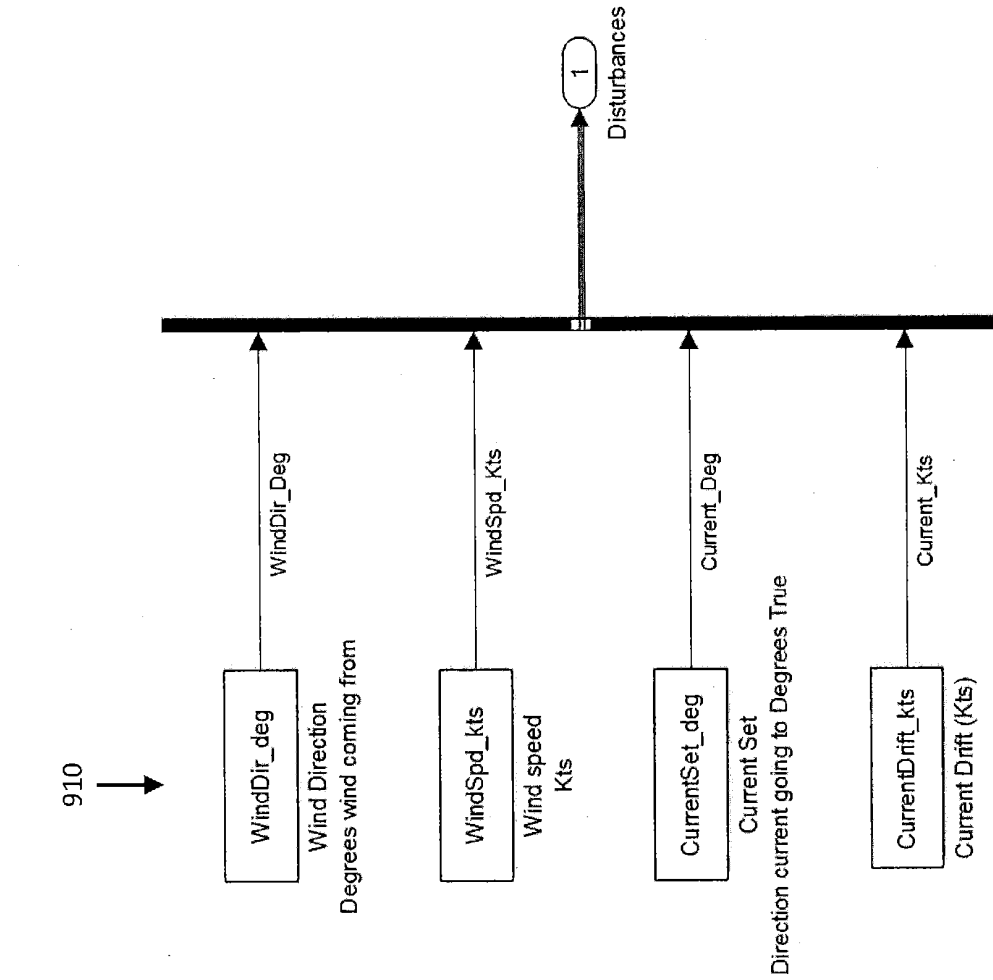 910
WindDir_deg
Wind Direction
Degrees wind coming from
WindDir_Deg
WindSpd_kts
Wind speed
Kts
WindSpd_Kts
CurrentSet_deg
Current Set
Direction current going to Degrees True
Current_Deg
CurrentDrift_kts
Current Drift (Kts)
Current_Kts
1
Disturbances